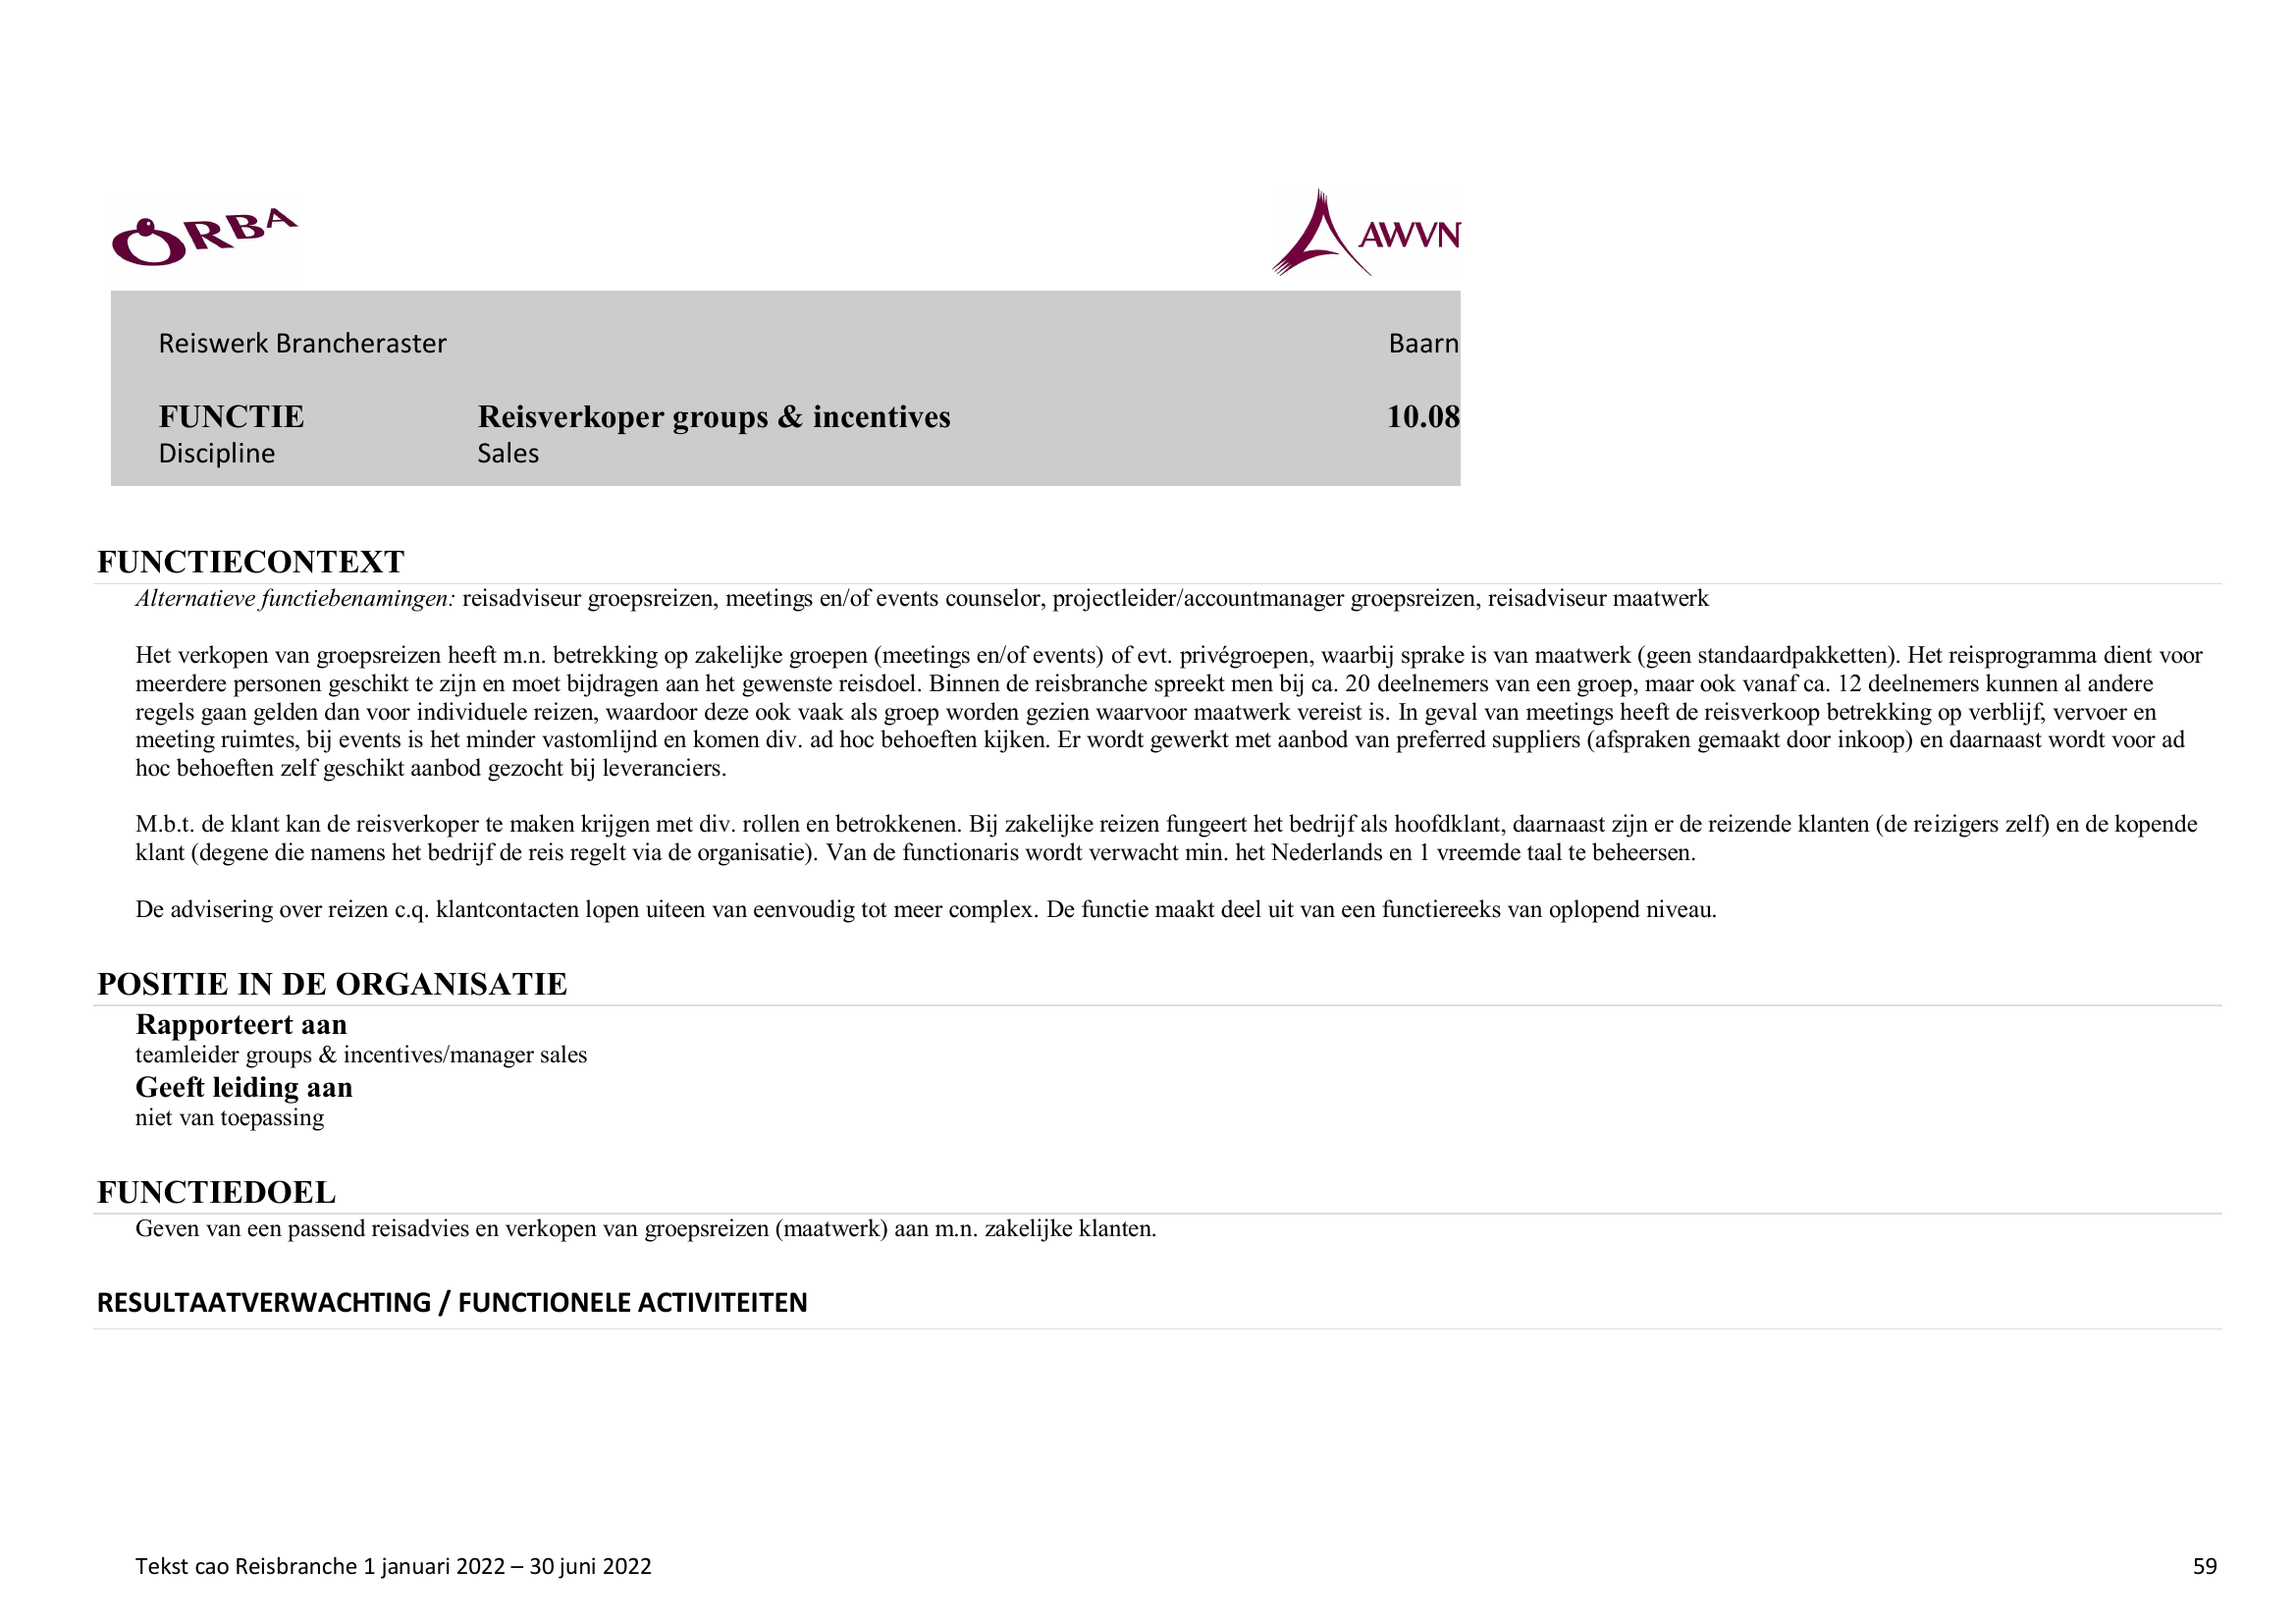 ORBA
AWVN
Reiswerk Brancheraster Baarn
FUNCTIE Reisverkoper groups & incentives 10.08
Discipline Sales
FUNCTIECONTEXT
Alternatieve functiebenamingen: reisadviseur groepsreizen, meetings en/of events counselor, projectleider/accountmanager groepsreizen, reisadviseur maatwerk
Het verkopen van groepsreizen heeft m.n. betrekking op zakelijke groepen (meetings en/of events) of evt. privégroepen, waarbij sprake is van maatwerk (geen standaardpakketten). Het reisprogramma dient voor
meerdere personen geschikt te zijn en moet bijdragen aan het gewenste reisdoel. Binnen de reisbranche spreekt men bij ca. 20 deelnemers van een groep, maar ook vanaf ca. 12 deelnemers kunnen al andere
regels gaan gelden dan voor individuele reizen, waardoor deze ook vaak als groep worden gezien waarvoor maatwerk vereist is. In geval van meetings heeft de reisverkoop betrekking op verblijf, vervoer en
meeting ruimtes, bij events is het minder vastomlijnd en komen div. ad hoc behoeften kijken. Er wordt gewerkt met aanbod van preferred suppliers (afspraken gemaakt door inkoop) en daarnaast wordt voor ad
hoc behoeften zelf geschikt aanbod gezocht bij leveranciers.
M.b.t. de klant kan de reisverkoper te maken krijgen met div. rollen en betrokkenen. Bij zakelijke reizen fungeert het bedrijf als hoofdklant, daarnaast zijn er de reizende klanten (de reizigers zelf) en de kopende
klant (degene die namens het bedrijf de reis regelt via de organisatie). Van de functionaris wordt verwacht min. het Nederlands en 1 vreemde taal te beheersen.
De advisering over reizen c.q. klantcontacten lopen uiteen van eenvoudig tot meer complex. De functie maakt deel uit van een functiereeks van oplopend niveau.
POSITIE IN DE ORGANISATIE
Rapporteert aan
teamleider groups & incentives/manager sales
Geeft leiding aan
niet van toepassing
FUNCTIEDOEL
Geven van een passend reisadvies en verkopen van groepsreizen (maatwerk) aan m.n. zakelijke klanten.
RESULTAATVERWACHTING / FUNCTIONELE ACTIVITEITEN
Tekst cao Reisbranche 1 januari 2022 – 30 juni 2022 59